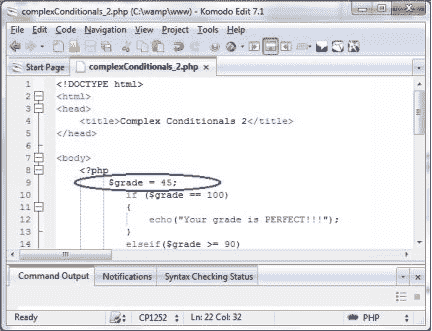 complexConditionals_2.php (C:\wamp\www) - Komodo Edit 7.1
File Edit Code Navigation View Project Tools Help
Start Page complexConditionals_2.php
1 <!DOCTYPE html>
2 <html>
3 <head>
4 <title>Complex Conditionals 2</title>
5 </head>
6
7 <body>
8 <?php
9 $grade = 45;
10 if ($grade == 100)
11 {
12 echo("Your grade is PERFECT!!!");
13 }
14 elseif($grade >= 90)
Command Output Notifications Syntax Checking Status
Ready CP1252 Ln: 22 Col: 32 PHP